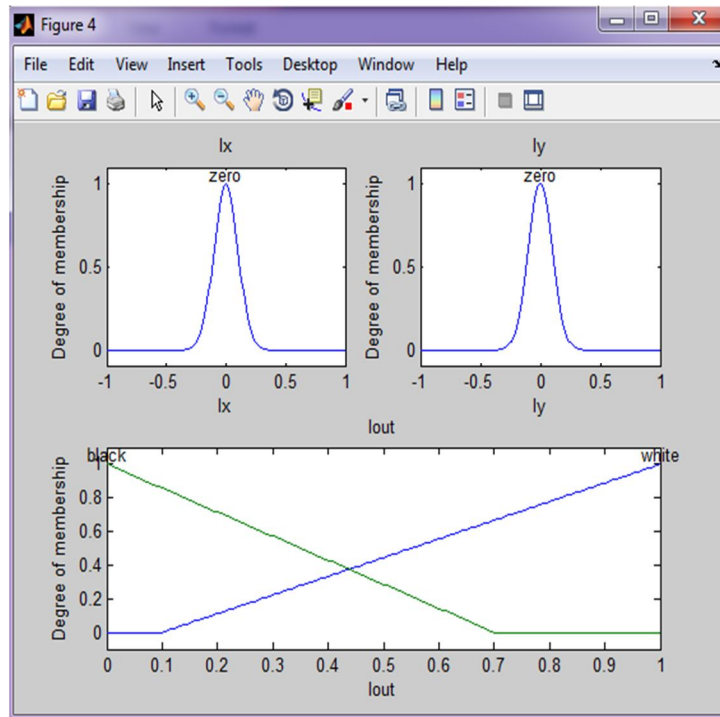 Figure 4
File Edit View Insert Tools Desktop Window Help
Ix
Iy
zero
zero
Degree of membership
1
0.5
0
-1 -0.5 0 0.5 1
Ix
Degree of membership
1
0.5
0
-1 -0.5 0 0.5 1
Iy
Iout
black
white
Degree of membership
1
0.8
0.6
0.4
0.2
0
0 0.1 0.2 0.3 0.4 0.5 0.6 0.7 0.8 0.9 1
Iout